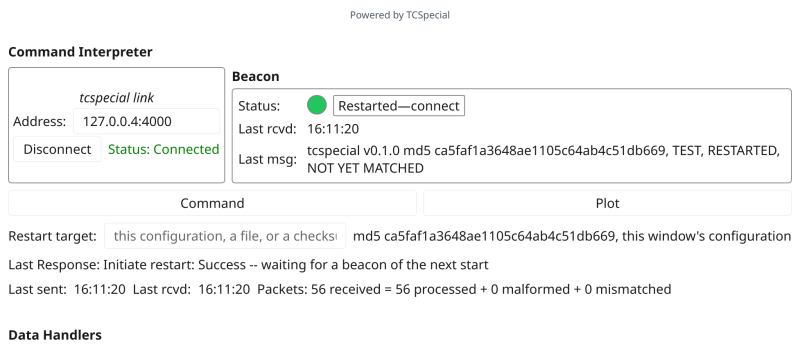 Powered by TCSpecial
Command Interpreter
tcspecial link
Address: 127.0.0.4:4000
Disconnect Status: Connected
Beacon
Status: Restarted—connect
Last rcvd: 16:11:20
Last msg: tcspecial v0.1.0 md5 ca5faf1a3648ae1105c64ab4c51db669, TEST, RESTARTED,
NOT YET MATCHED
Command Plot
Restart target: this configuration, a file, or a checks md5 ca5faf1a3648ae1105c64ab4c51db669, this window's configuration
Last Response: Initiate restart: Success -- waiting for a beacon of the next start
Last sent: 16:11:20 Last rcvd: 16:11:20 Packets: 56 received = 56 processed + 0 malformed + 0 mismatched
Data Handlers